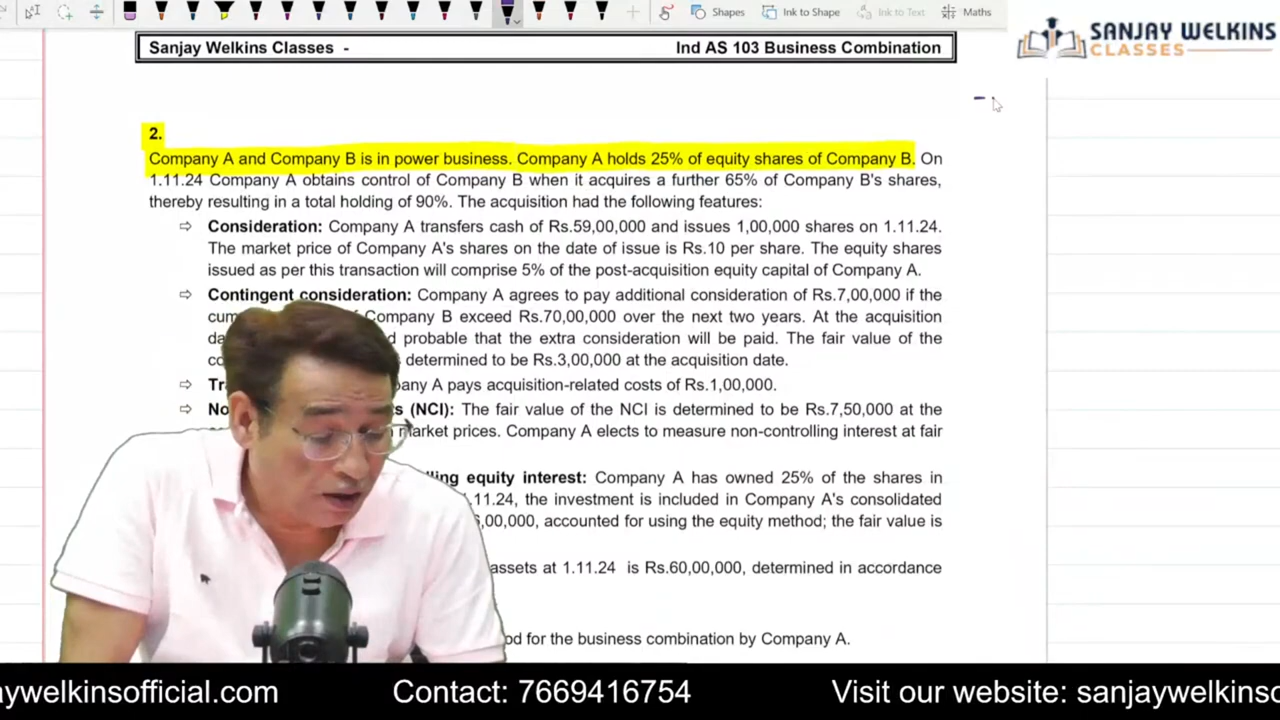 Shapes Ink to Shape Ink to Text Maths
SANJAY WELKINS
CLASSES
Sanjay Welkins Classes - Ind AS 103 Business Combination
2.
Company A and Company B is in power business. Company A holds 25% of equity shares of Company B. On
1.11.24 Company A obtains control of Company B when it acquires a further 65% of Company B's shares,
thereby resulting in a total holding of 90%. The acquisition had the following features:
⇨ Consideration: Company A transfers cash of Rs.59,00,000 and issues 1,00,000 shares on 1.11.24.
The market price of Company A's shares on the date of issue is Rs.10 per share. The equity shares
issued as per this transaction will comprise 5% of the post-acquisition equity capital of Company A.
⇨ Contingent consideration: Company A agrees to pay additional consideration of Rs.7,00,000 if the
Company B exceed Rs.70,00,000 over the next two years. At the acquisition
probable that the extra consideration will be paid. The fair value of the
determined to be Rs.3,00,000 at the acquisition date.
⇨ pays acquisition-related costs of Rs.1,00,000.
⇨ (NCI): The fair value of the NCI is determined to be Rs.7,50,000 at the
market prices. Company A elects to measure non-controlling interest at fair
equity interest: Company A has owned 25% of the shares in
.11.24, the investment is included in Company A's consolidated
accounted for using the equity method; the fair value is
assets at 1.11.24 is Rs.60,00,000, determined in accordance
for the business combination by Company A.
aywelkinsofficial.com Contact: 7669416754 Visit our website: sanjaywelkinso